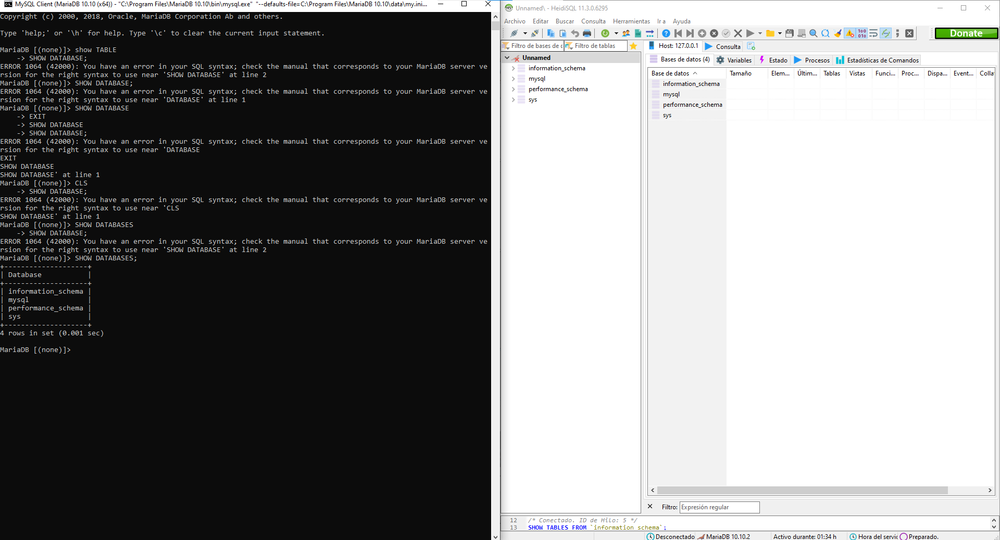 MySQL Client (MariaDB 10.10 (x64)) - "C:\Program Files\MariaDB 10.10\bin\mysql.exe" "--defaults-file=C:\Program Files\MariaDB 10.10\data\my.ini...
Copyright (c) 2000, 2018, Oracle, MariaDB Corporation Ab and others.
Type 'help;' or '\h' for help. Type '\c' to clear the current input statement.
MariaDB [(none)]> show TABLE
    -> SHOW DATABASE;
ERROR 1064 (42000): You have an error in your SQL syntax; check the manual that corresponds to your MariaDB server ve
rsion for the right syntax to use near 'SHOW DATABASE' at line 2
MariaDB [(none)]> SHOW DATABASE;
ERROR 1064 (42000): You have an error in your SQL syntax; check the manual that corresponds to your MariaDB server ve
rsion for the right syntax to use near 'DATABASE' at line 1
MariaDB [(none)]> SHOW DATABASE
    -> EXIT
    -> SHOW DATABASE
    -> SHOW DATABASE;
ERROR 1064 (42000): You have an error in your SQL syntax; check the manual that corresponds to your MariaDB server ve
rsion for the right syntax to use near 'DATABASE
EXIT
SHOW DATABASE
SHOW DATABASE' at line 1
MariaDB [(none)]> CLS
    -> SHOW DATABASE;
ERROR 1064 (42000): You have an error in your SQL syntax; check the manual that corresponds to your MariaDB server ve
rsion for the right syntax to use near 'CLS
SHOW DATABASE' at line 1
MariaDB [(none)]> SHOW DATABASES
    -> SHOW DATABASE;
ERROR 1064 (42000): You have an error in your SQL syntax; check the manual that corresponds to your MariaDB server ve
rsion for the right syntax to use near 'SHOW DATABASE' at line 2
MariaDB [(none)]> SHOW DATABASES;
+--------------------+
| Database           |
+--------------------+
| information_schema |
| mysql              |
| performance_schema |
| sys                |
+--------------------+
4 rows in set (0.001 sec)
MariaDB [(none)]>
Unnamed\ - HeidiSQL 11.3.0.6295
Archivo Editar Buscar Consulta Herramientas Ir a Ayuda
Donate
Filtro de bases de d Filtro de tablas
Unnamed
information_schema
mysql
performance_schema
sys
Host: 127.0.0.1 Consulta
Bases de datos (4) Variables Estado Procesos Estadísticas de Comandos
Base de datos Tamaño Elem... Últim... Tablas Vistas Funci... Proc... Dispa... Event... Colla
information_schema
mysql
performance_schema
sys
Filtro: Expresión regular
12 /* Conectado. ID de Hilo: 5 */
13 SHOW TABLES FROM `information_schema`;
Desconectado MariaDB 10.10.2 Activo durante: 01:34 h Hora del servic Preparado.